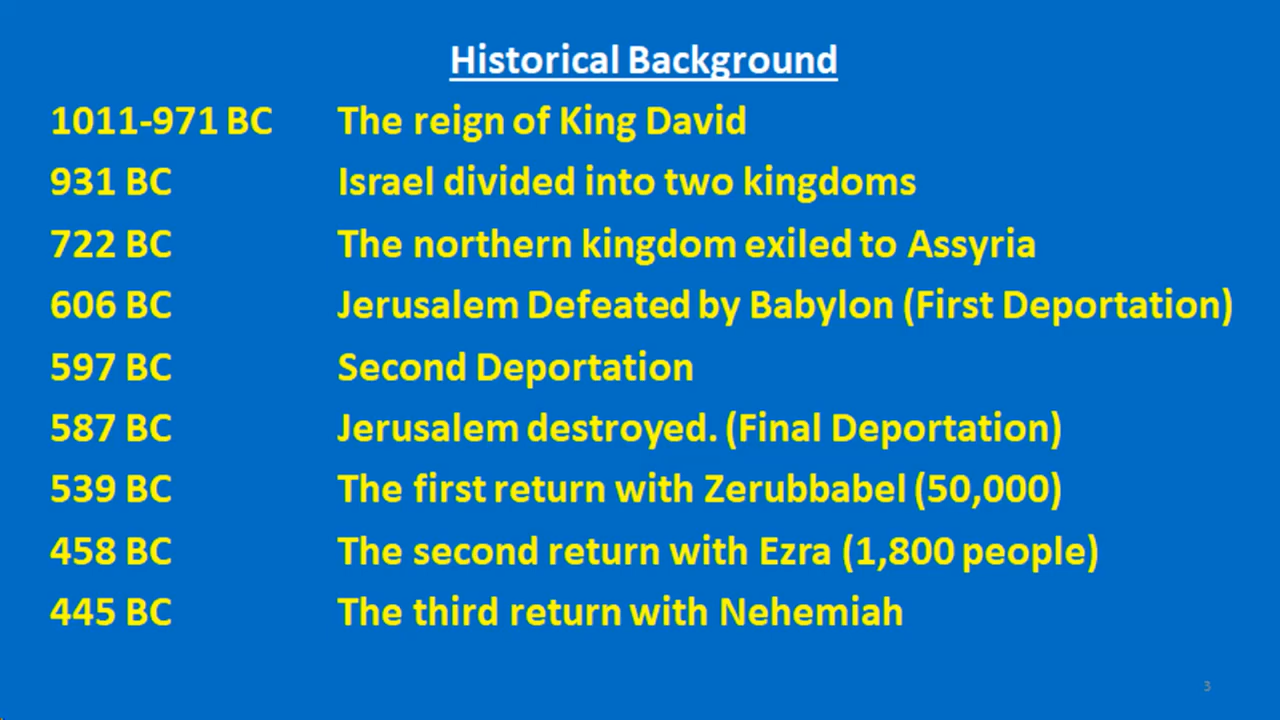 Historical Background
1011-971 BC The reign of King David
931 BC Israel divided into two kingdoms
722 BC The northern kingdom exiled to Assyria
606 BC Jerusalem Defeated by Babylon (First Deportation)
597 BC Second Deportation
587 BC Jerusalem destroyed. (Final Deportation)
539 BC The first return with Zerubbabel (50,000)
458 BC The second return with Ezra (1,800 people)
445 BC The third return with Nehemiah
3